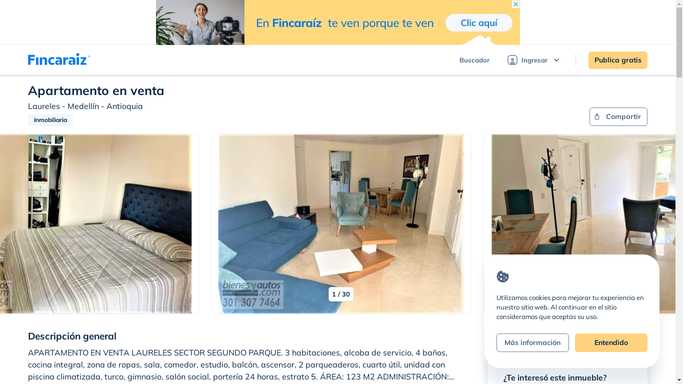 En Fincaraíz te ven porque te ven
Clic aquí
Fincaraíz
Buscador
Ingresar
Publica gratis
Apartamento en venta
Laureles - Medellín - Antioquia
Inmobiliaria
Compartir
bienesyautos
.com
301 307 7464
1 / 30
Utilizamos cookies para mejorar tu experiencia en
nuestro sitio web. Al continuar en el sitio
consideramos que aceptas su uso.
Más información
Entendido
Descripción general
APARTAMENTO EN VENTA LAURELES SECTOR SEGUNDO PARQUE. 3 habitaciones, alcoba de servicio, 4 baños,
cocina integral, zona de ropas, sala, comedor, estudio, balcón, ascensor, 2 parqueaderos, cuarto útil, unidad con
piscina climatizada, turco, gimnasio, salón social, portería 24 horas, estrato 5. ÁREA: 123 M2 ADMINISTRACIÓN:...
¿Te interesó este inmueble?